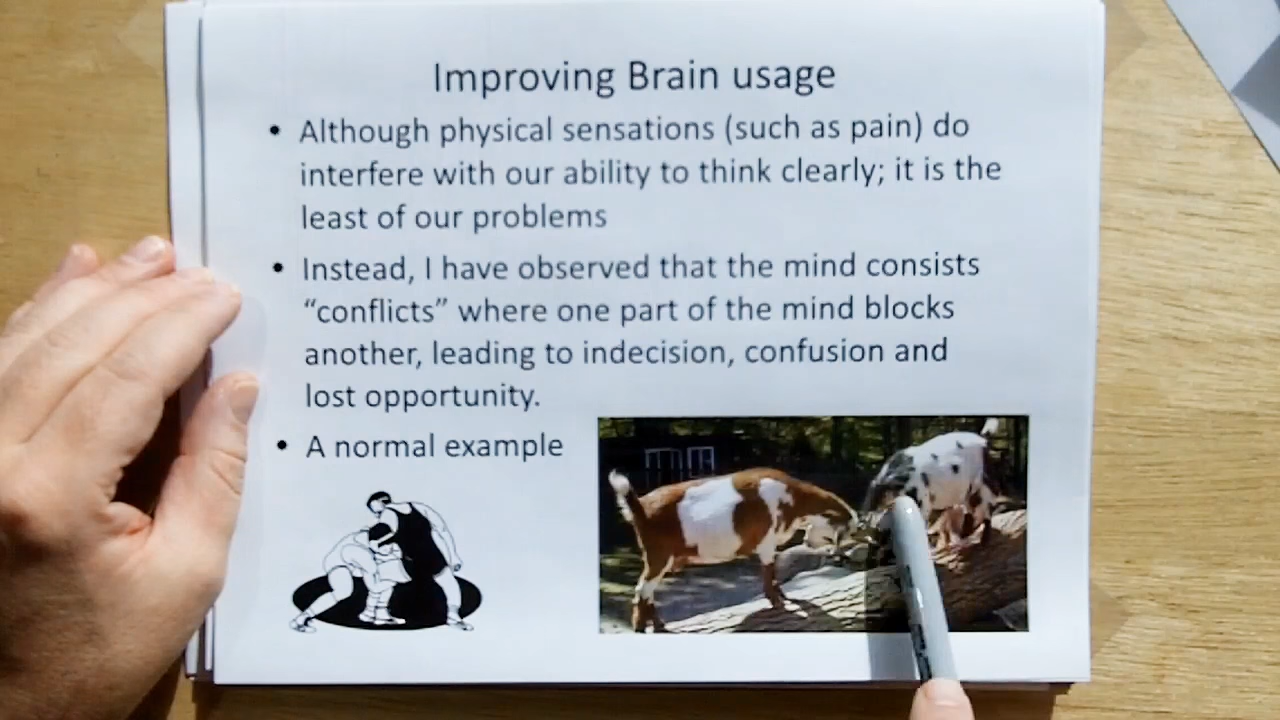 Improving Brain usage
• Although physical sensations (such as pain) do
interfere with our ability to think clearly; it is the
least of our problems
• Instead, I have observed that the mind consists
“conflicts” where one part of the mind blocks
another, leading to indecision, confusion and
lost opportunity.
• A normal example